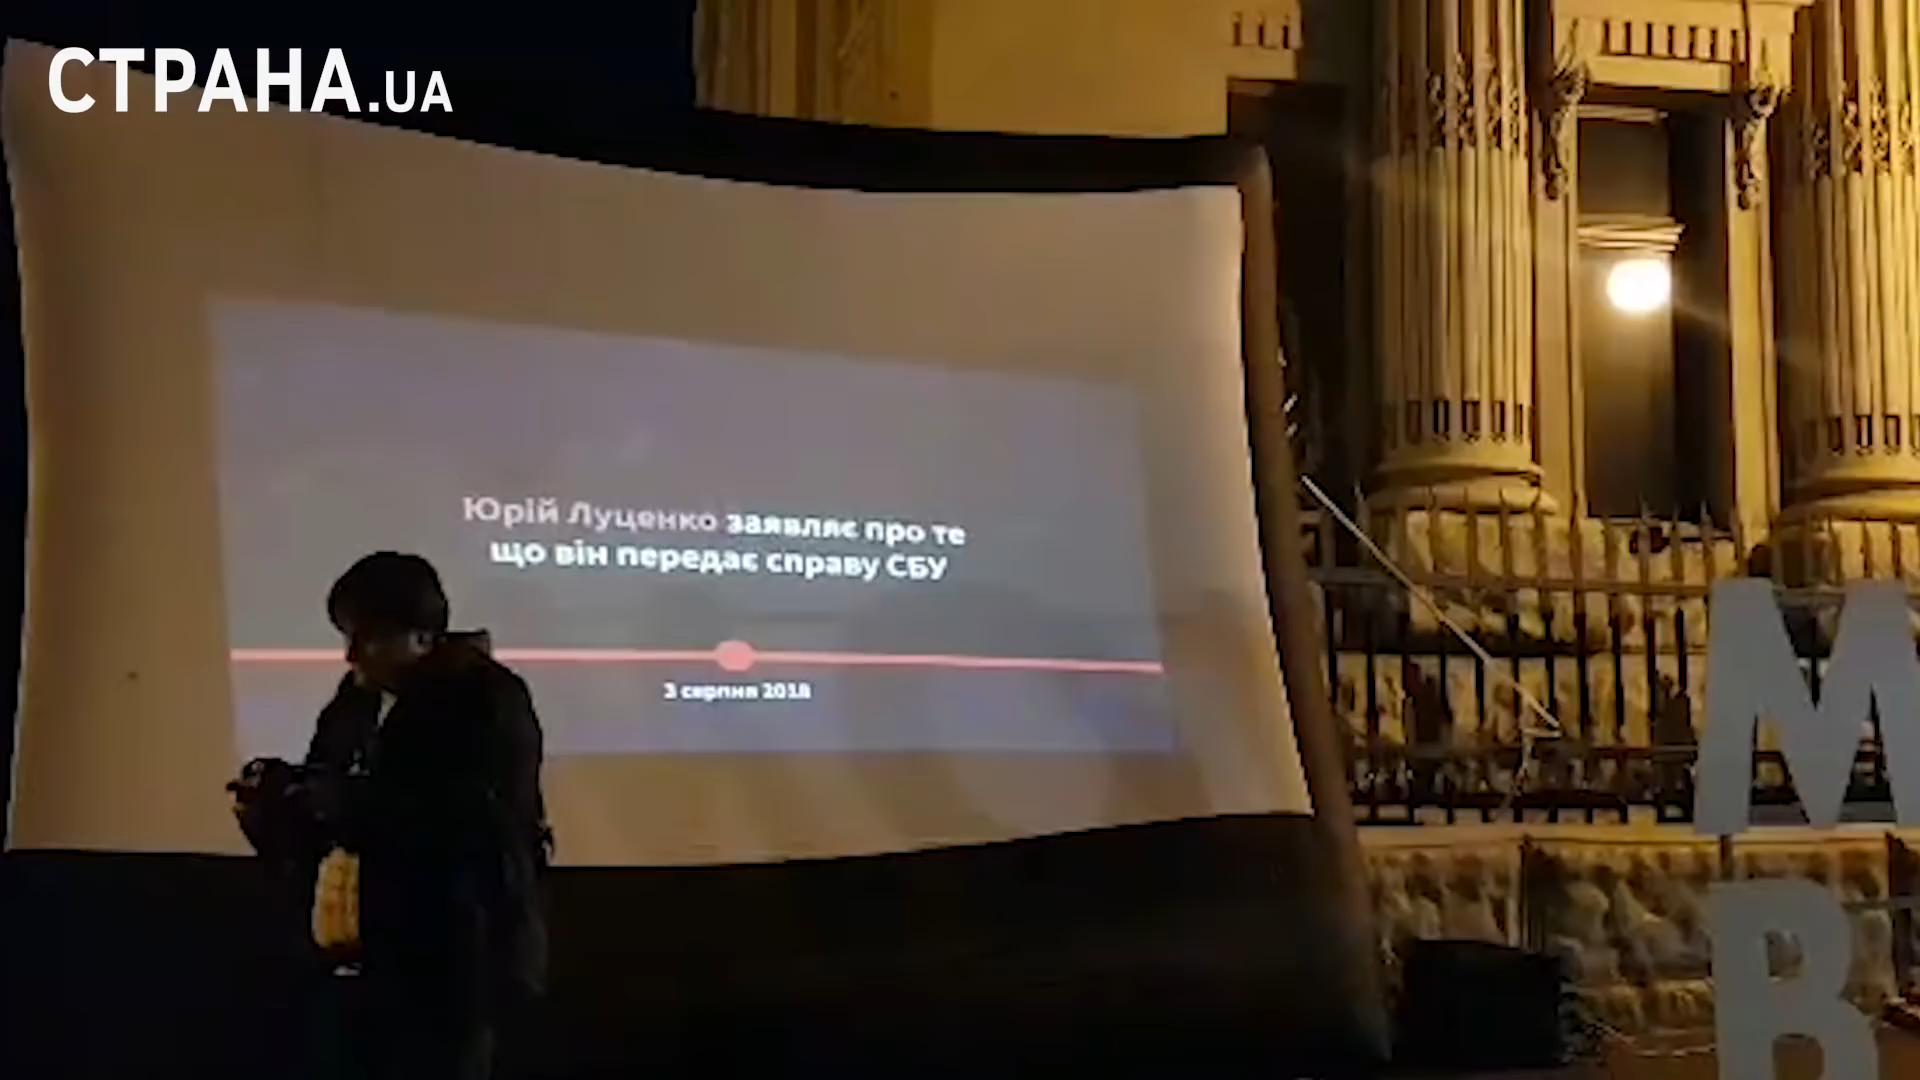 СТРАНА.UA
Юрій Луценко заявляє про те
що він передає справу СБУ
3 серпня 2018
М
В